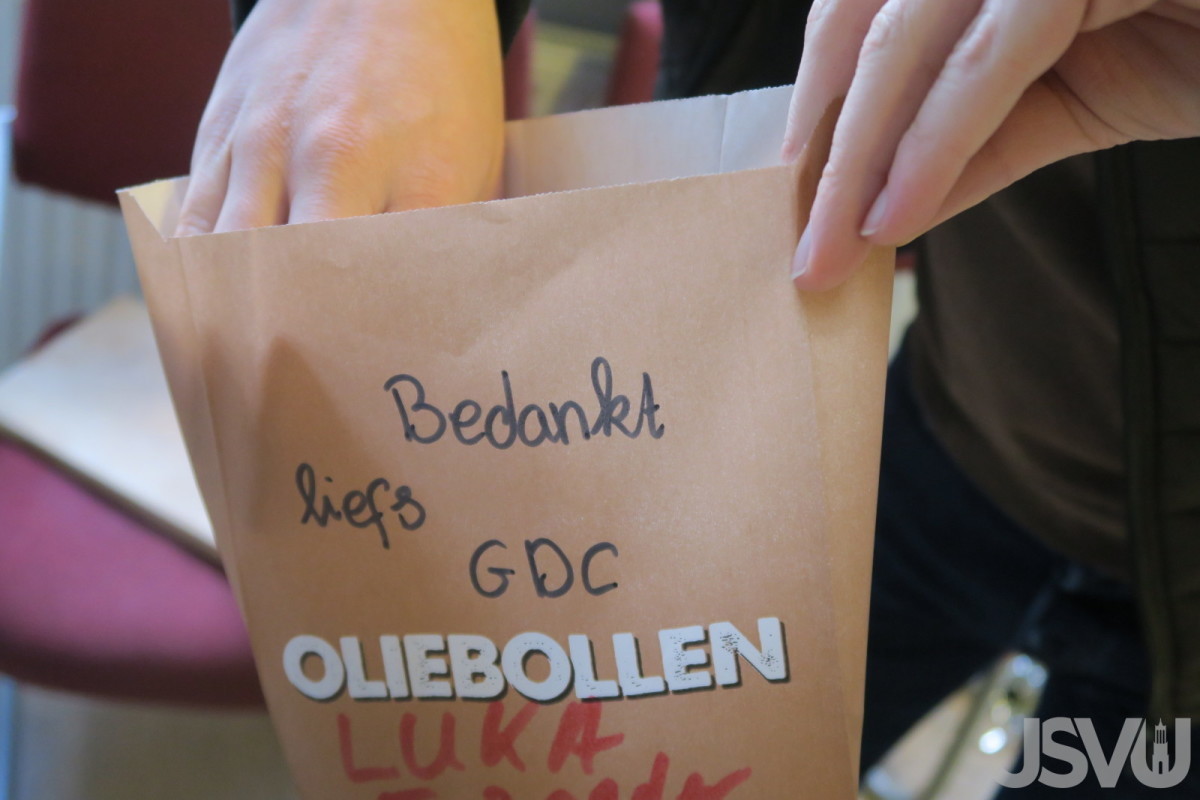 Bedankt
liefs
GDC
OLIEBOLLEN
LUKA
JSVU